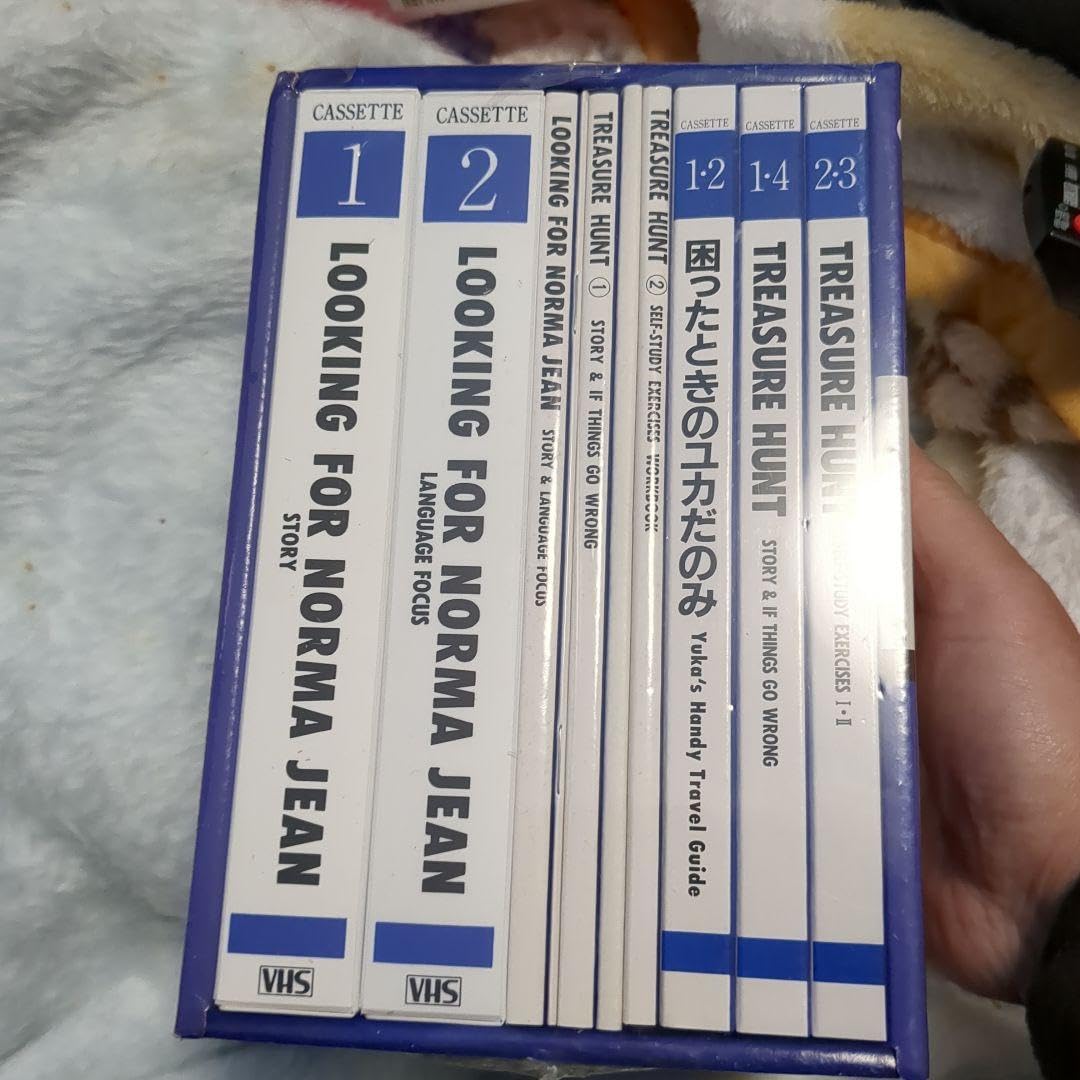 CASSETTE
1
LOOKING FOR NORMA JEAN
STORY
VHS
CASSETTE
2
LOOKING FOR NORMA JEAN
LANGUAGE FOCUS
VHS
LOOKING FOR NORMA JEAN STORY & LANGUAGE FOCUS
TREASURE HUNT ① STORY & IF THINGS GO WRONG
TREASURE HUNT ② SELF-STUDY EXERCISES WORKBOOK
CASSETTE
1·2
困ったときのユカだのみ Yuka's Handy Travel Guide
CASSETTE
1·4
TREASURE HUNT STORY & IF THINGS GO WRONG
CASSETTE
2·3
TREASURE HUNT STUDY EXERCISES I·II